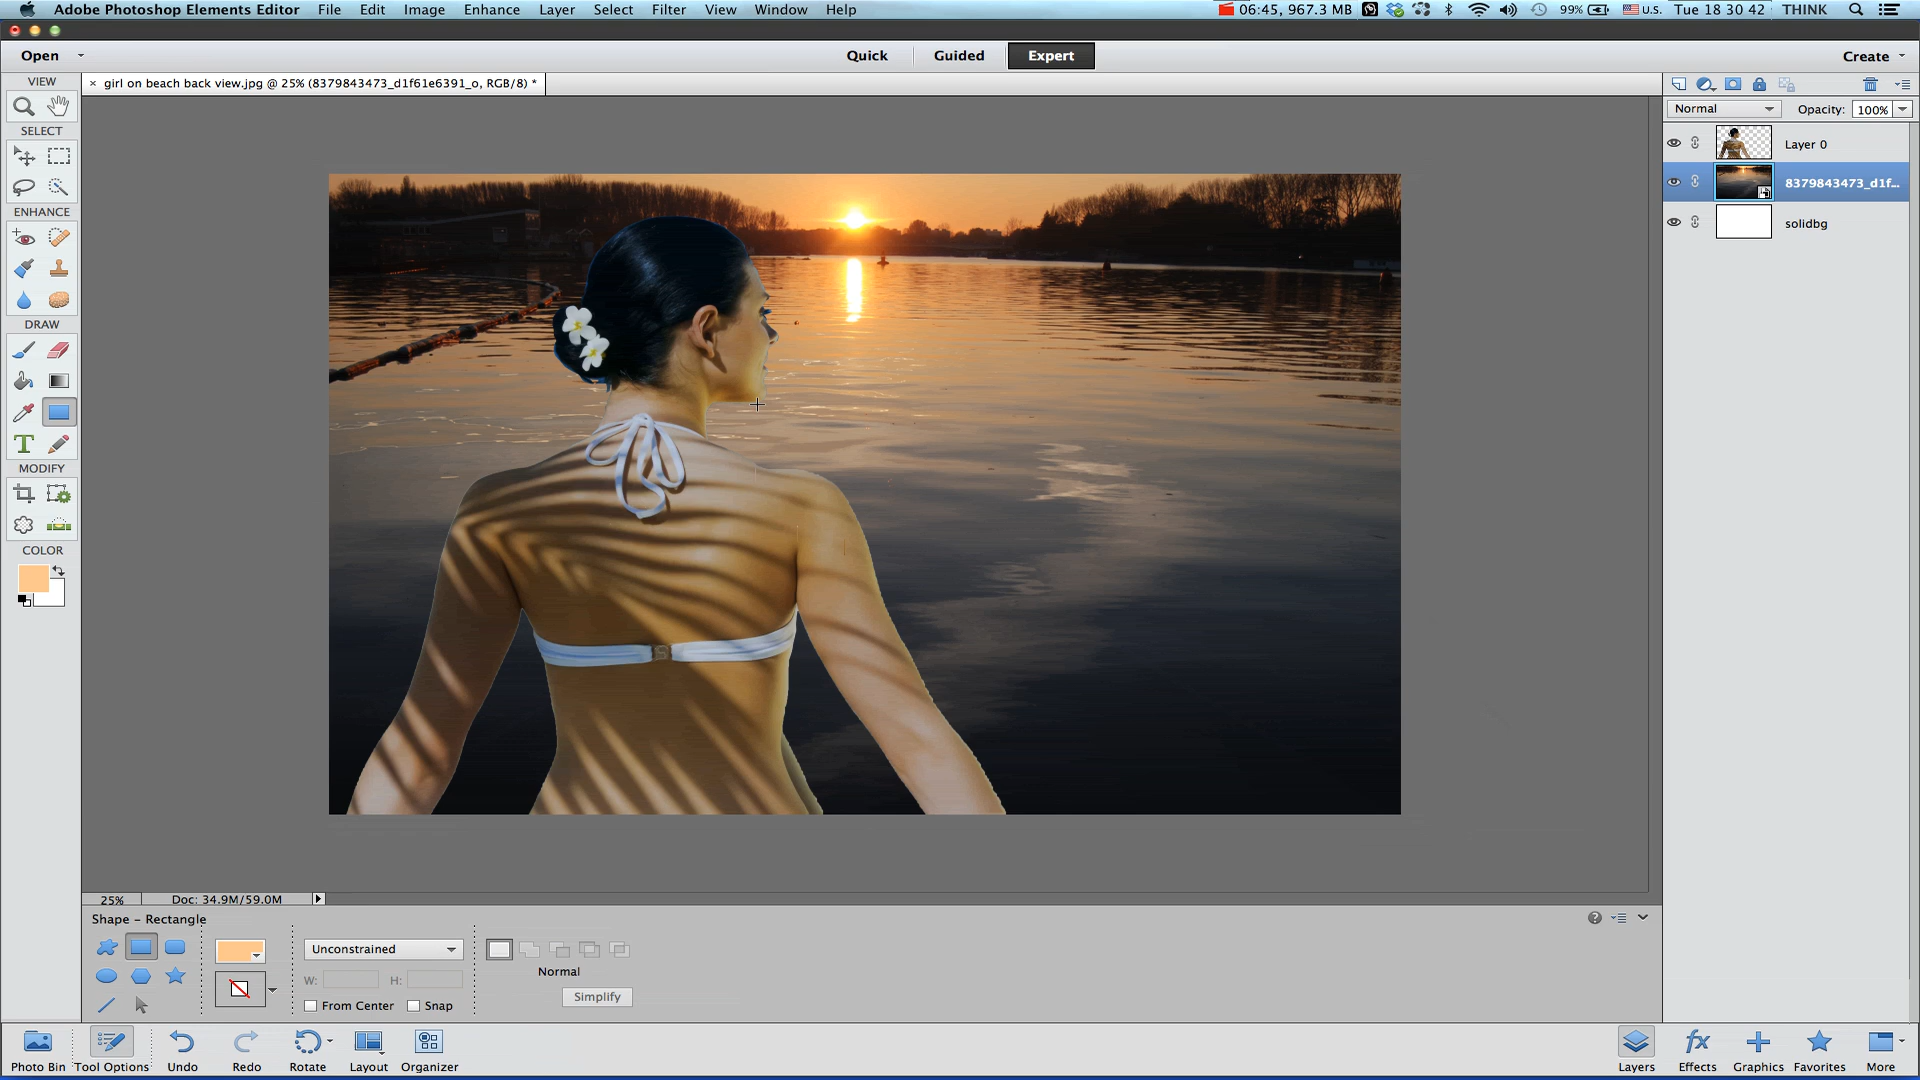 Adobe Photoshop Elements Editor File Edit Image Enhance Layer Select Filter View Window Help 06:45, 967.3 MB 99% U.S. Tue 18 30 42 THINK
Open Quick Guided Expert Create
VIEW × girl on beach back view.jpg @ 25% (8379843473_d1f61e6391_o, RGB/8) *
Normal Opacity: 100%
SELECT
Layer 0
8379843473_d1f...
ENHANCE
solidbg
DRAW
T
MODIFY
COLOR
25% Doc: 34.9M/59.0M
Shape – Rectangle
Unconstrained
Normal
W: H:
Simplify
From Center Snap
Photo Bin Tool Options Undo Redo Rotate Layout Organizer Layers fx Effects Graphics Favorites More